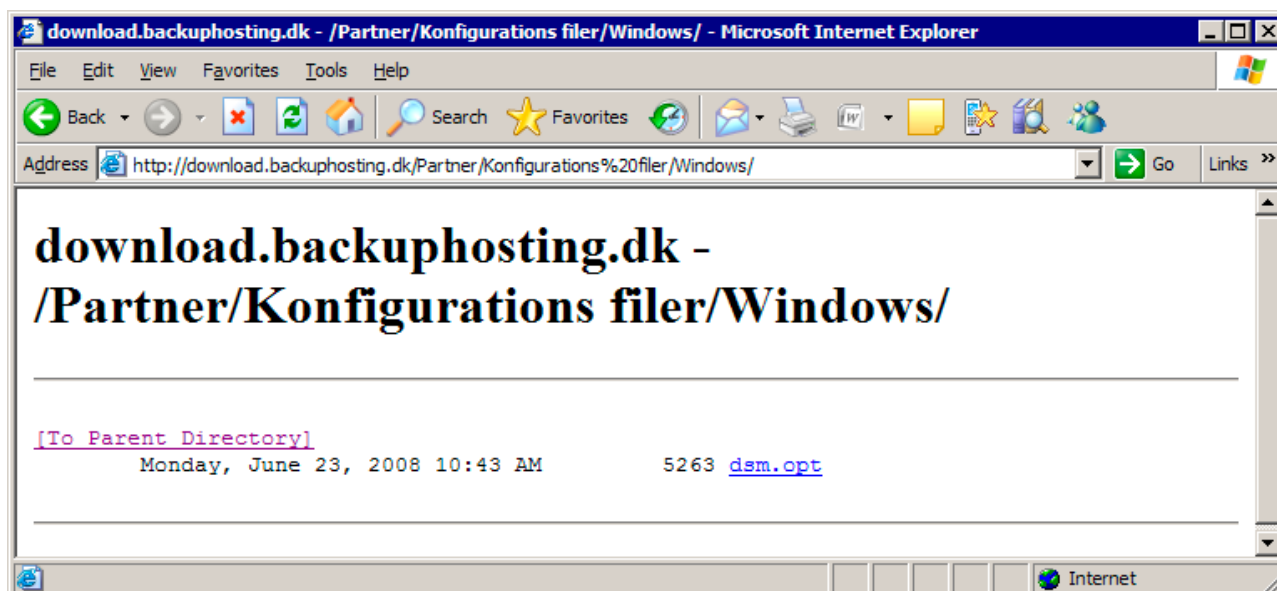 download.backuphosting.dk - /Partner/Konfigurations filer/Windows/ - Microsoft Internet Explorer
File Edit View Favorites Tools Help
Back Search Favorites W
Address http://download.backuphosting.dk/Partner/Konfigurations%20filer/Windows/ Go Links »
download.backuphosting.dk -
/Partner/Konfigurations filer/Windows/
[To Parent Directory]
Monday, June 23, 2008 10:43 AM 5263 dsm.opt
Internet